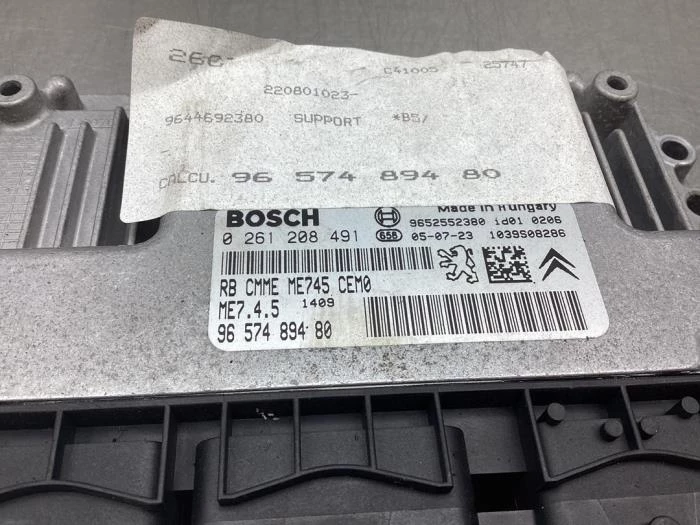 C41005 25747
220801023-
9644692380 SUPPORT *B5/
CALCU. 96 574 894 80
BOSCH
Made in Hungary
9652552380 id01 0206
0 261 208 491
658 05-07-23 1039S08286
RB CMME ME745 CEM0
ME7.4.5 1409
96 574 894 80